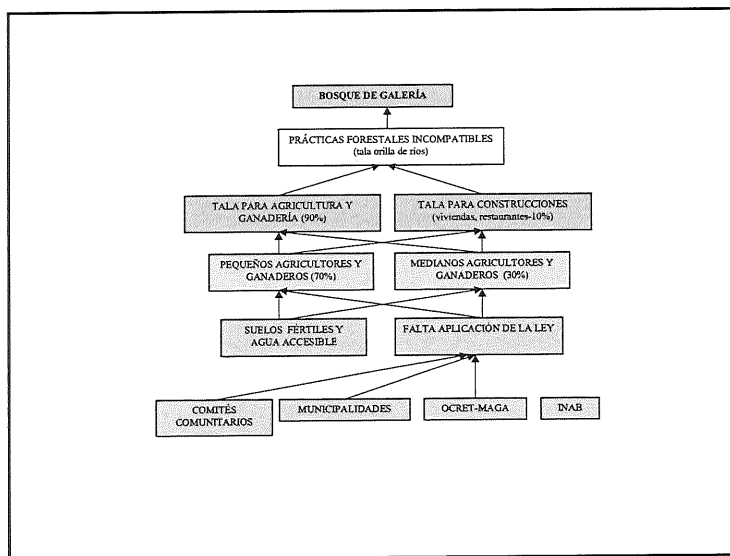 BOSQUE DE GALERÍA
PRÁCTICAS FORESTALES INCOMPATIBLES
(tala orilla de ríos)
TALA PARA AGRICULTURA Y
GANADERÍA (90%)
TALA PARA CONSTRUCCIONES
(viviendas, restaurantes-10%)
PEQUEÑOS AGRICULTORES Y
GANADEROS (70%)
MEDIANOS AGRICULTORES Y
GANADEROS (30%)
SUELOS FÉRTILES Y
AGUA ACCESIBLE
FALTA APLICACIÓN DE LA LEY
COMITÉS
COMUNITARIOS
MUNICIPALIDADES
OCRET-MAGA
INAB